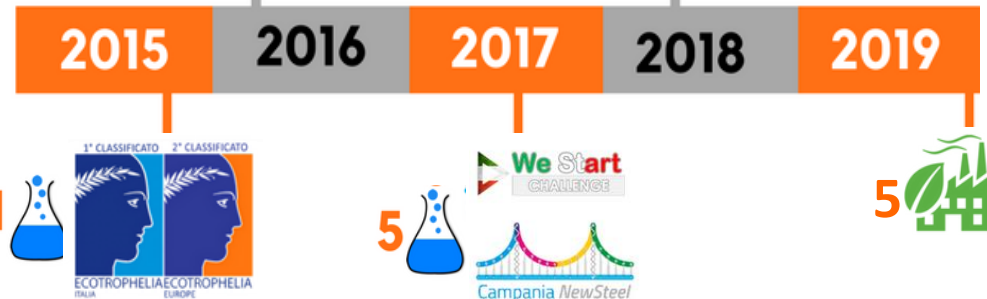 2015 2016 2017 2018 2019
1° CLASSIFICATO 2° CLASSIFICATO
ECOTROPHELIA ECOTROPHELIA
ITALIA EUROPE
We Start
CHALLENGE
5
Campania NewSteel
5